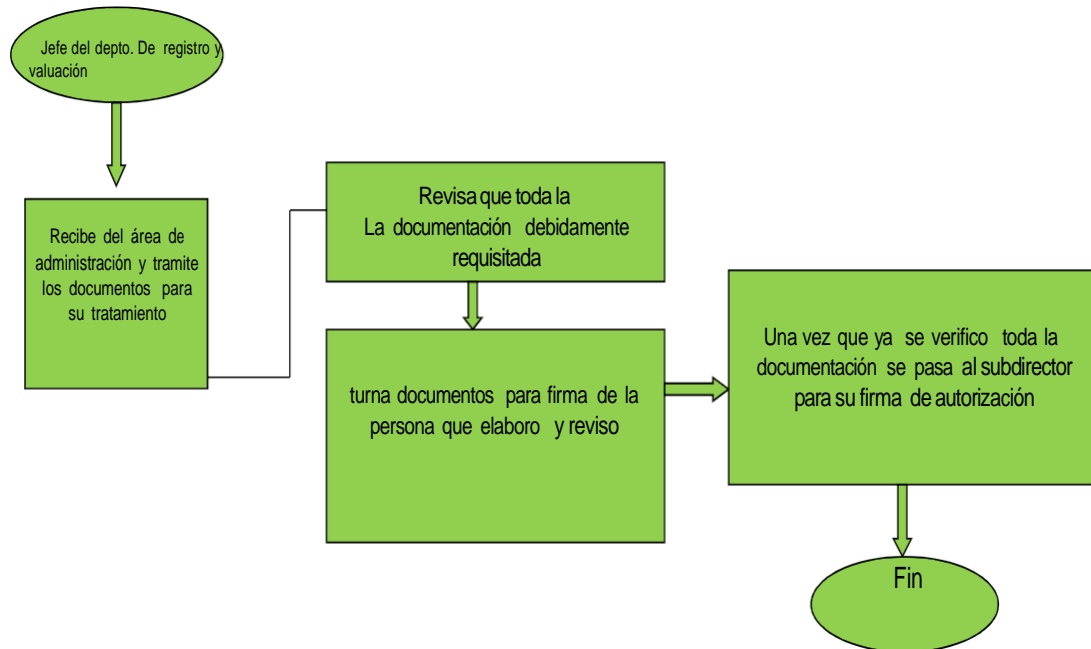 Jefe del depto. De registro y
valuación
Recibe del área de
administración y tramite
los documentos para
su tratamiento
Revisa que toda la
La documentación debidamente
requisitada
turna documentos para firma de la
persona que elaboro y reviso
Una vez que ya se verifico toda la
documentación se pasa al subdirector
para su firma de autorización
Fin